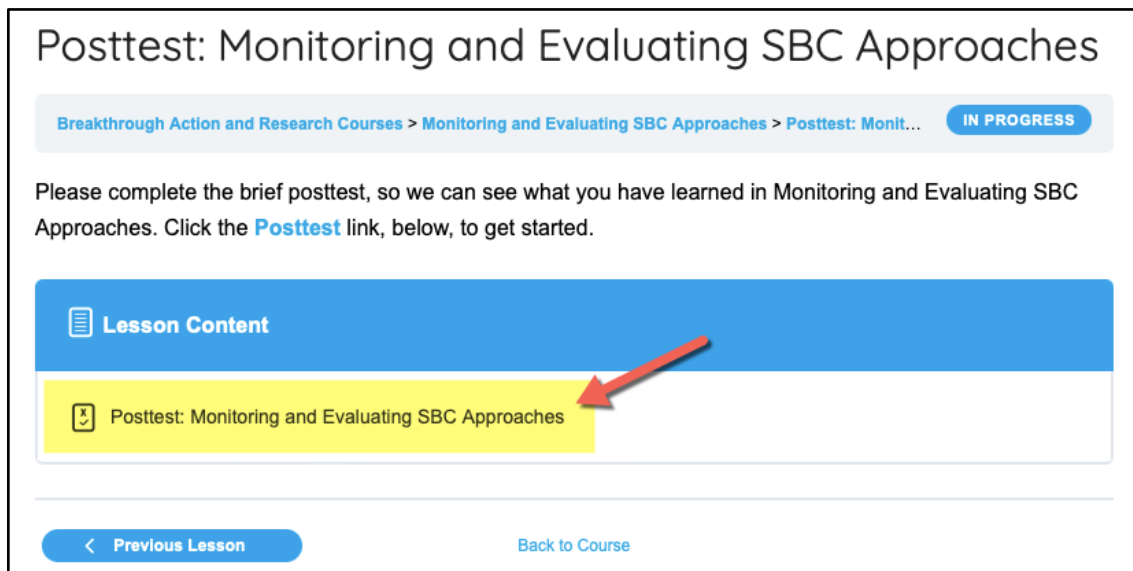 Posttest: Monitoring and Evaluating SBC Approaches
Breakthrough Action and Research Courses > Monitoring and Evaluating SBC Approaches > Posttest: Monit... IN PROGRESS
Please complete the brief posttest, so we can see what you have learned in Monitoring and Evaluating SBC
Approaches. Click the Posttest link, below, to get started.
Lesson Content
Posttest: Monitoring and Evaluating SBC Approaches
< Previous Lesson Back to Course